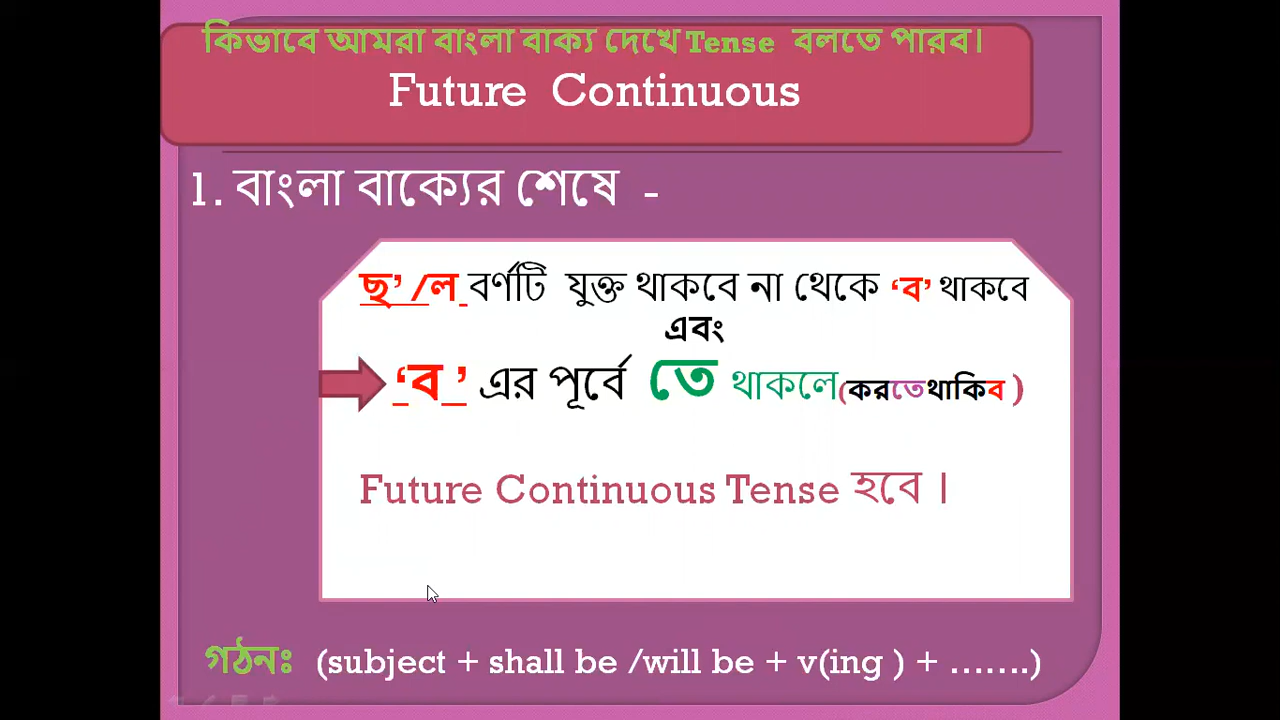 কিভাবে আমরা বাংলা বাক্য দেখে Tense বলতে পারব।
Future Continuous
1. বাংলা বাক্যের শেষে -
ছ’ /ল বর্ণটি যুক্ত থাকবে না থেকে ‘ব’ থাকবে
এবং
‘ব ’ এর পূর্বে তে থাকলে(করতেথাকিব )
Future Continuous Tense হবে ।
গঠনঃ (subject + shall be /will be + v(ing ) + …….)